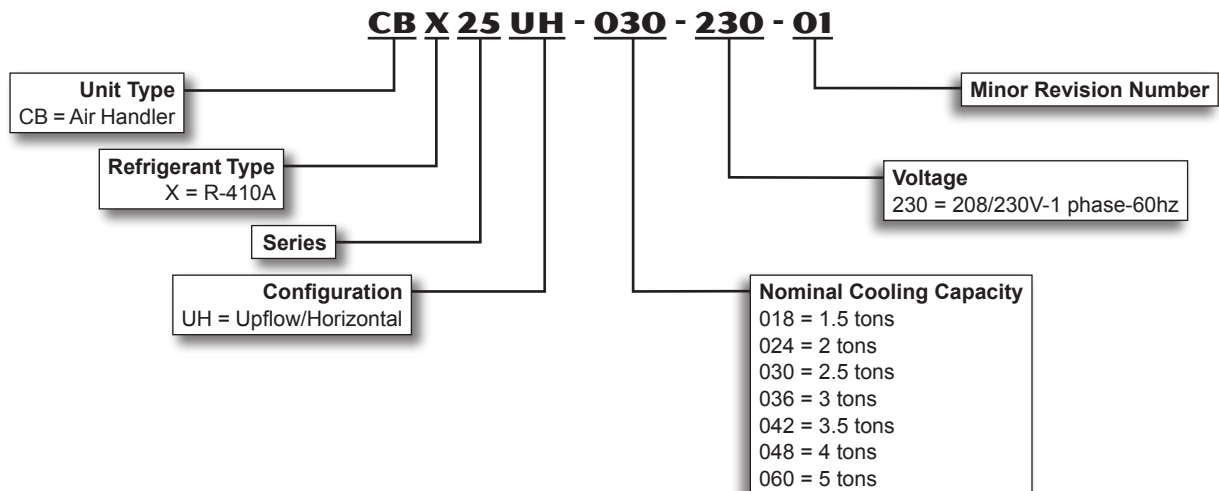 CB X 25 UH - 030 - 230 - 01
Unit Type
CB = Air Handler
Refrigerant Type
X = R-410A
Series
Configuration
UH = Upflow/Horizontal
Minor Revision Number
Voltage
230 = 208/230V-1 phase-60hz
Nominal Cooling Capacity
018 = 1.5 tons
024 = 2 tons
030 = 2.5 tons
036 = 3 tons
042 = 3.5 tons
048 = 4 tons
060 = 5 tons